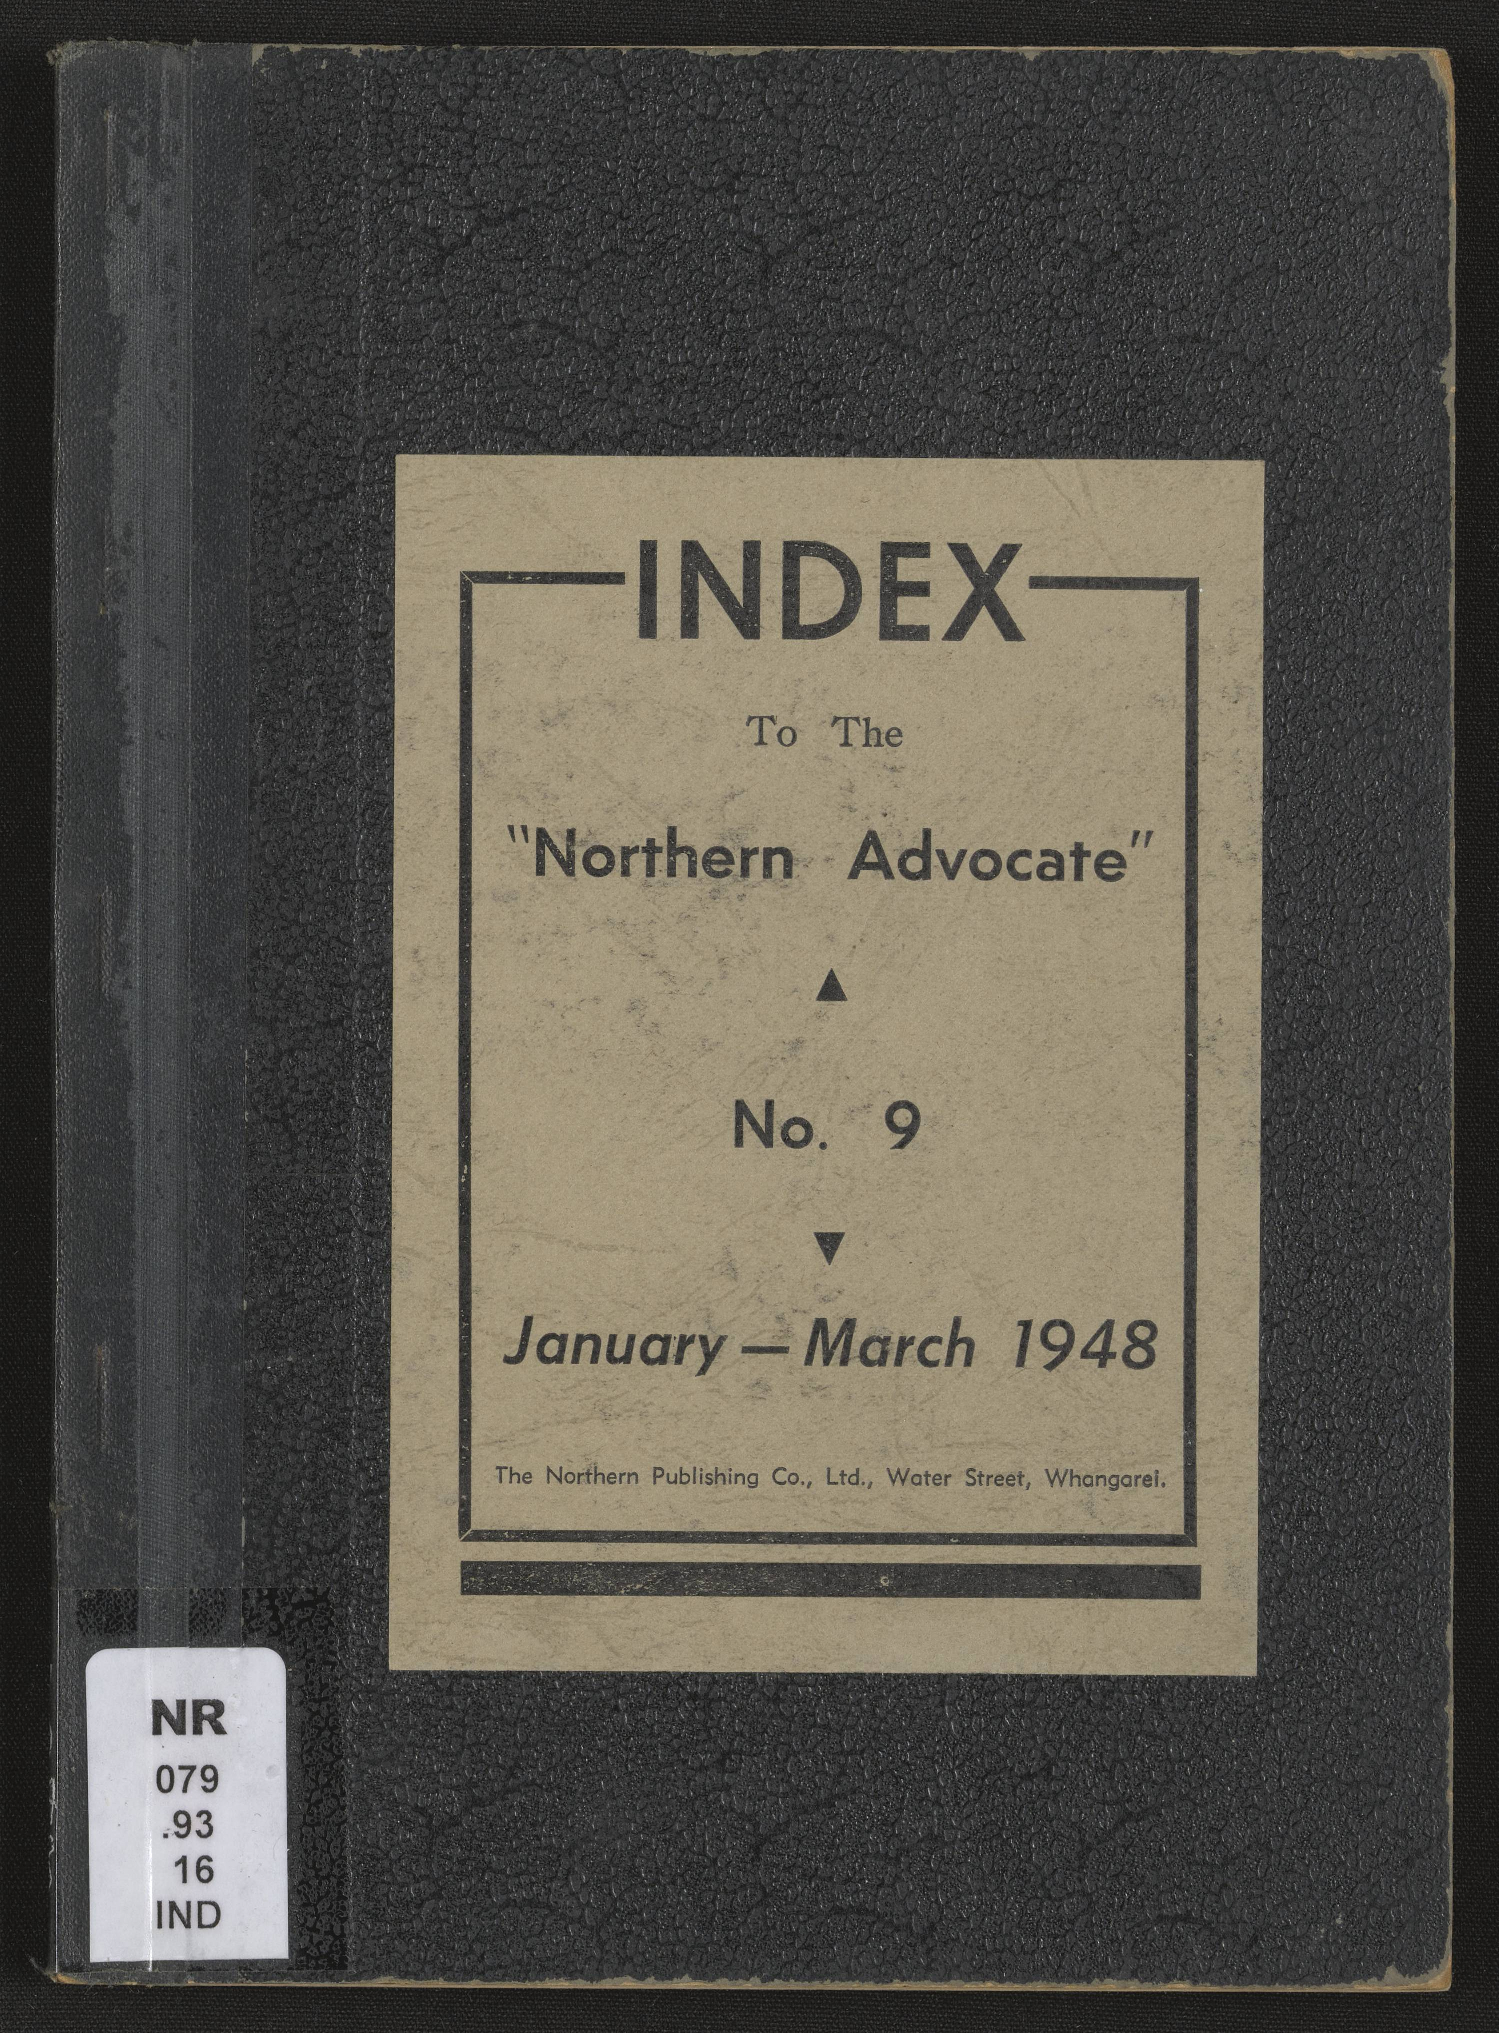 INDEX
To The
"Northern Advocate"
▲
No. 9
▼
January — March 1948
The Northern Publishing Co., Ltd., Water Street, Whangarei.
NR
079
.93
16
IND